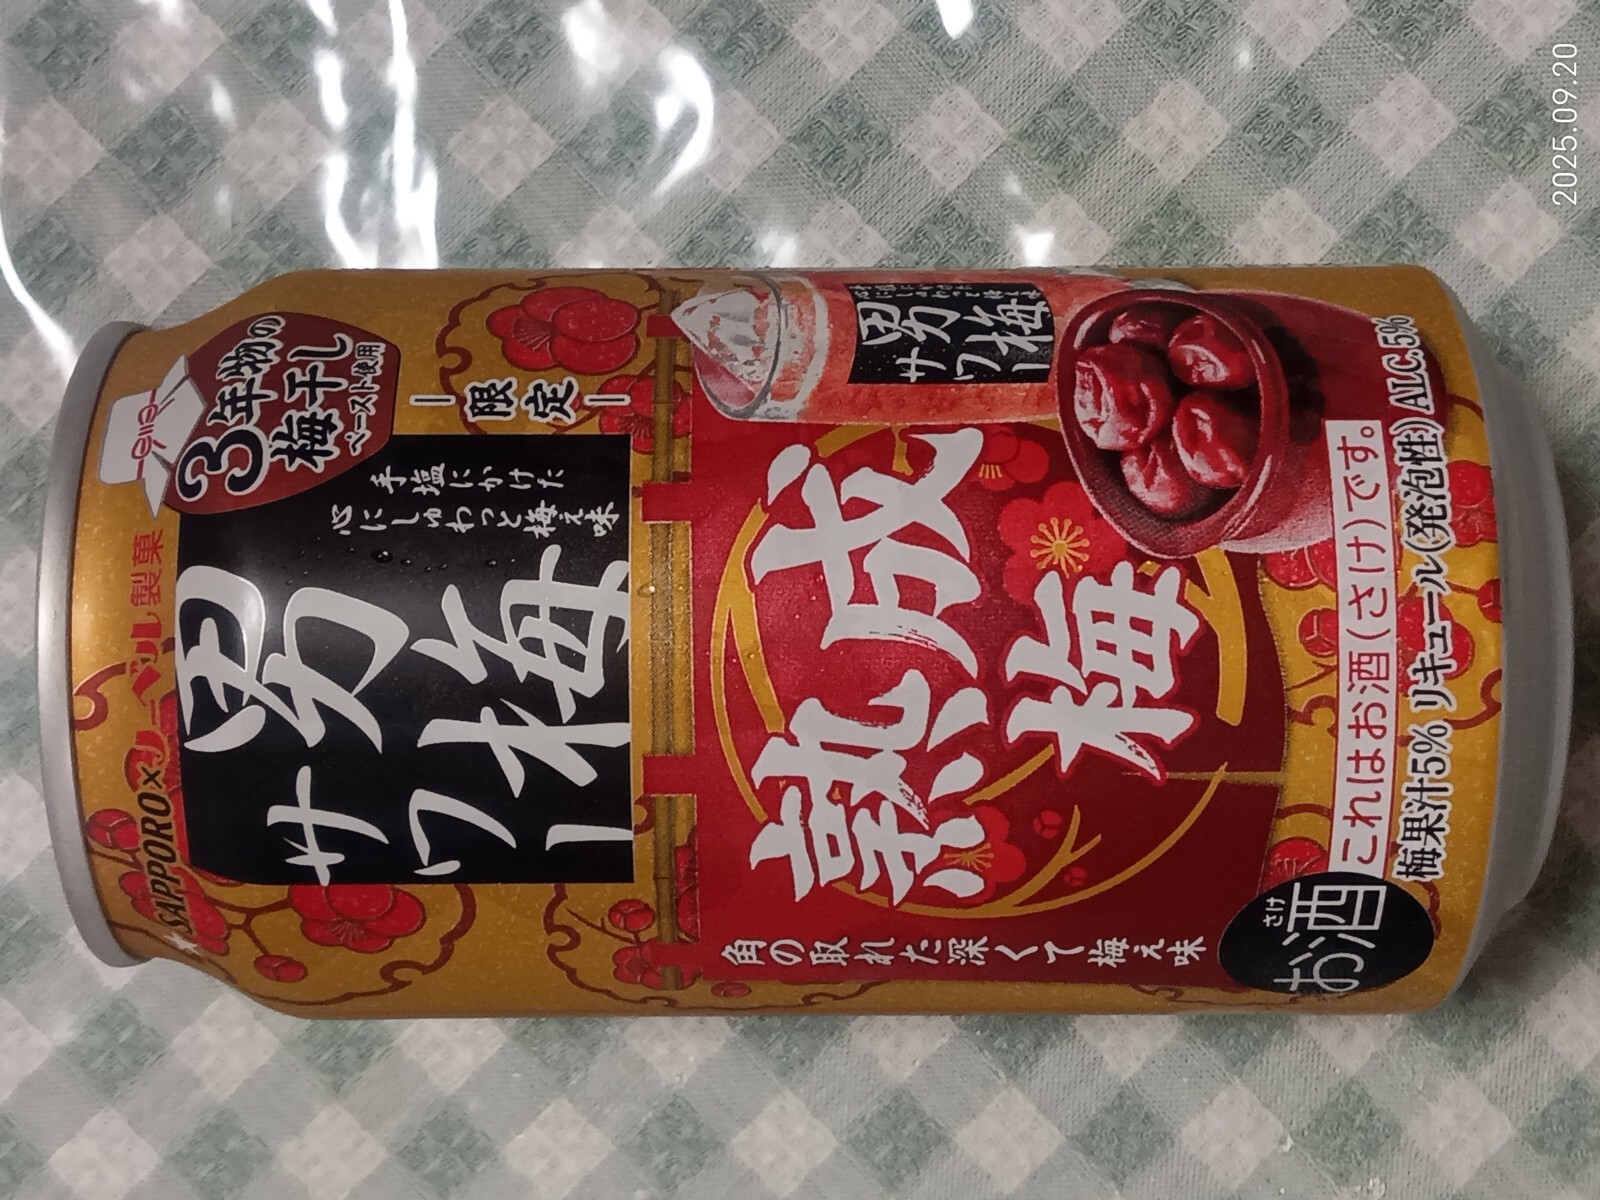 SAPPORO×ノーベル製菓
3年物の
梅干し
ペースト使用
限定
男梅
サワー
手塩にかけた
心にしゅわっと梅え味
熟成
梅
角の取れた深くて梅え味
男梅
サワー
お酒
さけ
これはお酒(さけ)です。
梅果汁5% リキュール(発泡性) ALC.5%
2025.09.20